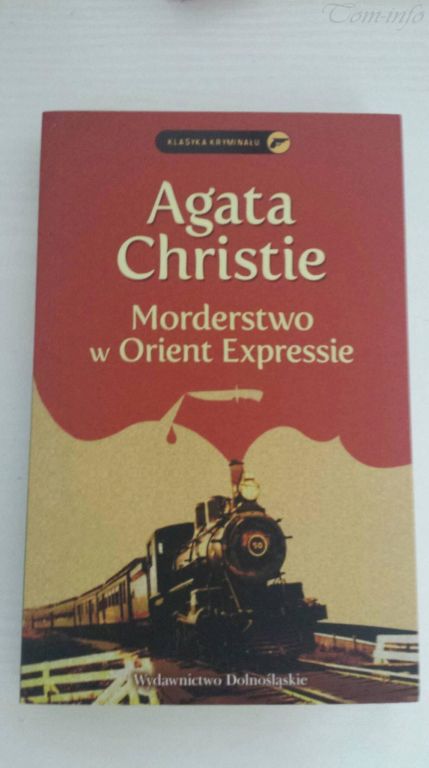 Tom-info
KLASYKA KRYMINAŁU
Agata
Christie
Morderstwo
w Orient Expressie
50
Wydawnictwo Dolnośląskie